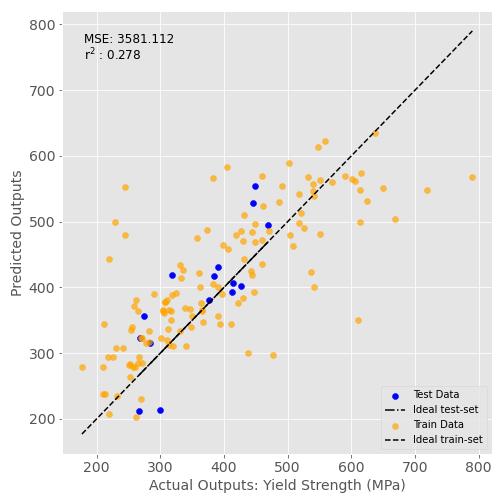 MSE: 3581.112
r² : 0.278
800
700
600
500
400
300
200
Predicted Outputs
200 300 400 500 600 700 800
Actual Outputs: Yield Strength (MPa)
Test Data
Ideal test-set
Train Data
Ideal train-set